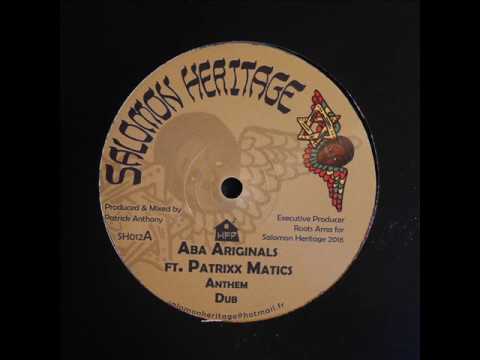 SALOMON HERITAGE
Produced & Mixed by
Patrick Anthony
SH012A
Executive Producer
Roots Ama for
Salomon Heritage 2016
HFP
ABA ARIGINALS
FT. PATRIXX MATICS
ANTHEM
DUB
salomonheritage@hotmail.fr